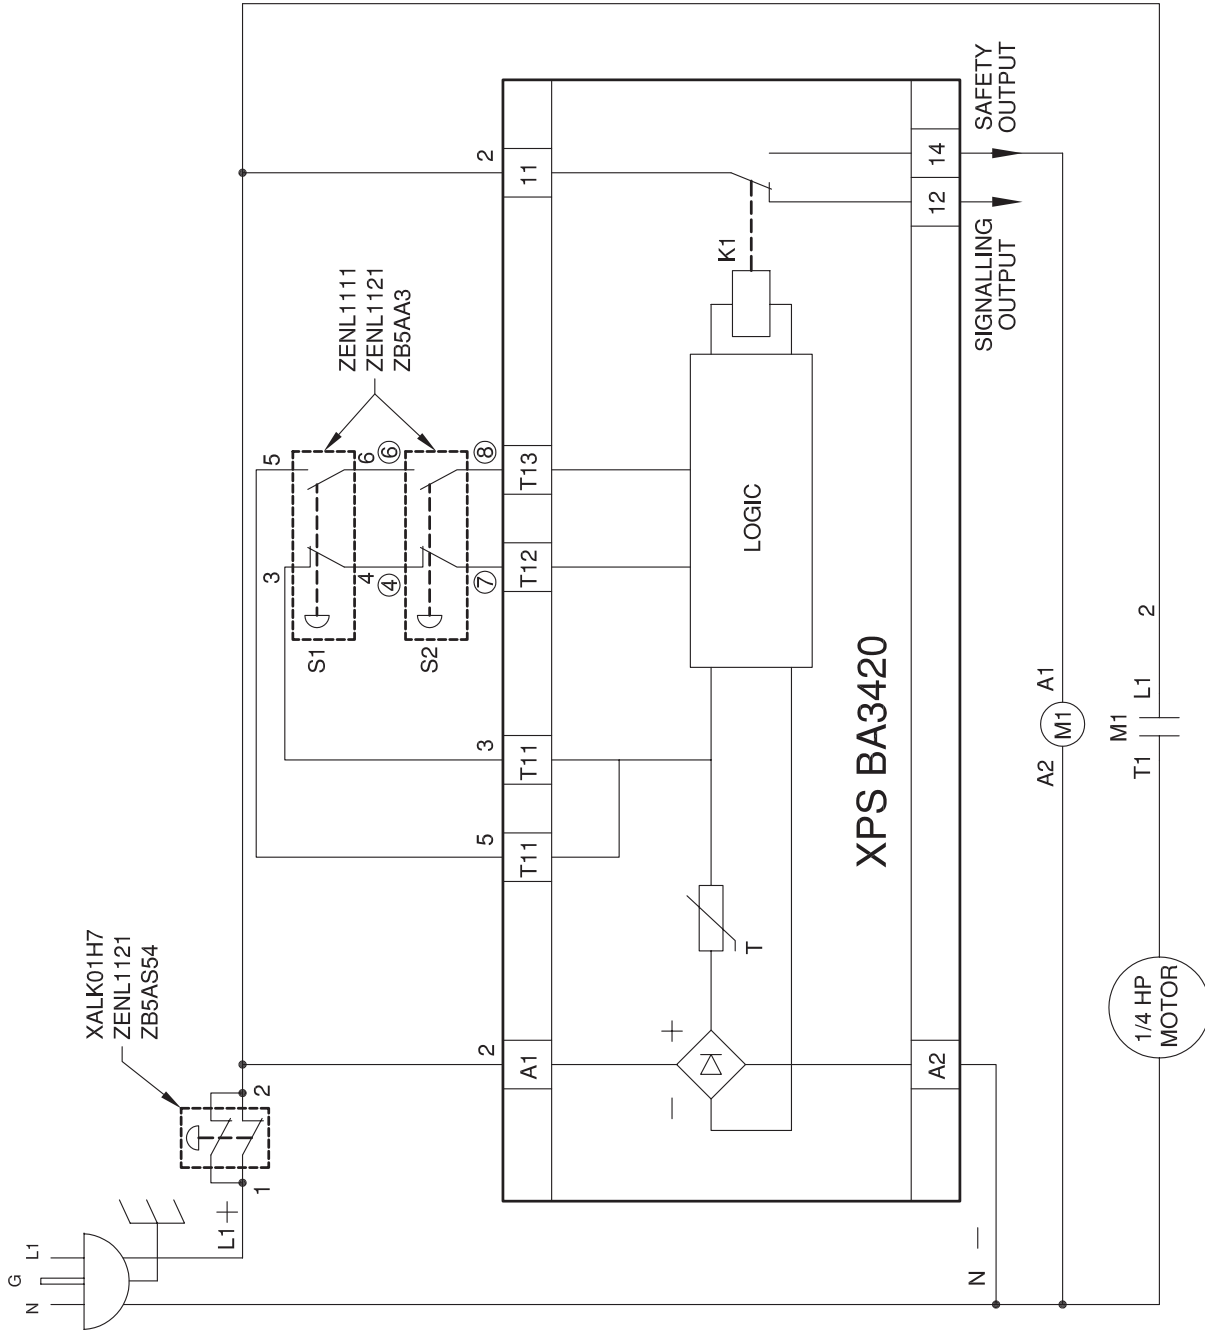 N
G
L1
L1 +
1
2
XALK01H7
ZENL1121
ZB5AS54
ZENL1111
ZENL1121
ZB5AA3
S1
3
5
4
6
④
⑥
S2
⑦
⑧
2
5
3
2
A1
T11
T11
T12
T13
11
+
−
T
LOGIC
K1
XPS BA3420
A2
12
14
SIGNALLING
OUTPUT
SAFETY
OUTPUT
N −
A2
M1
A1
T1
M1
L1
2
1/4 HP
MOTOR